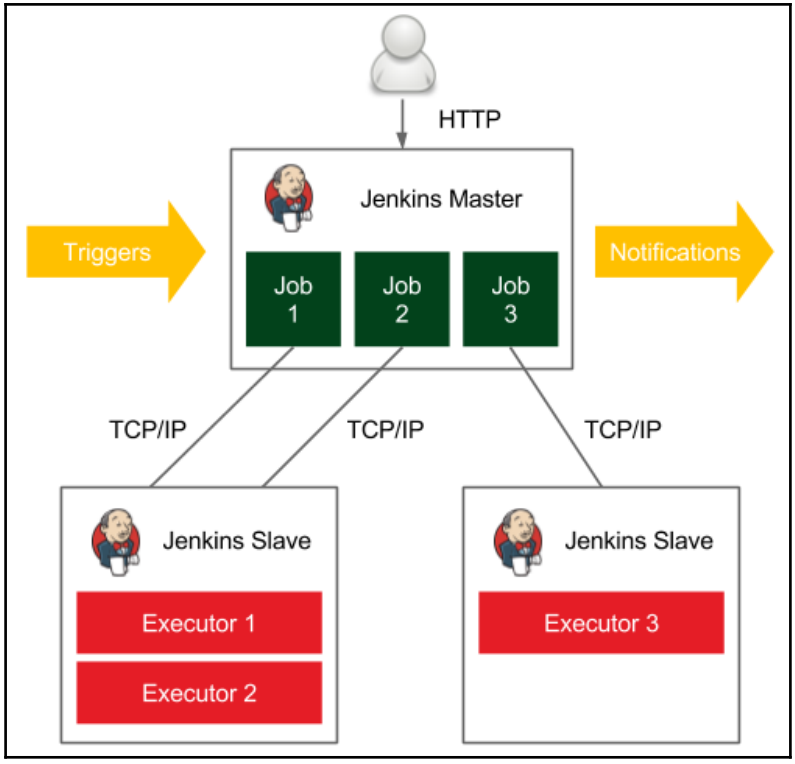 HTTP
Jenkins Master
Triggers
Notifications
Job
1
Job
2
Job
3
TCP/IP
TCP/IP
TCP/IP
Jenkins Slave
Executor 1
Executor 2
Jenkins Slave
Executor 3